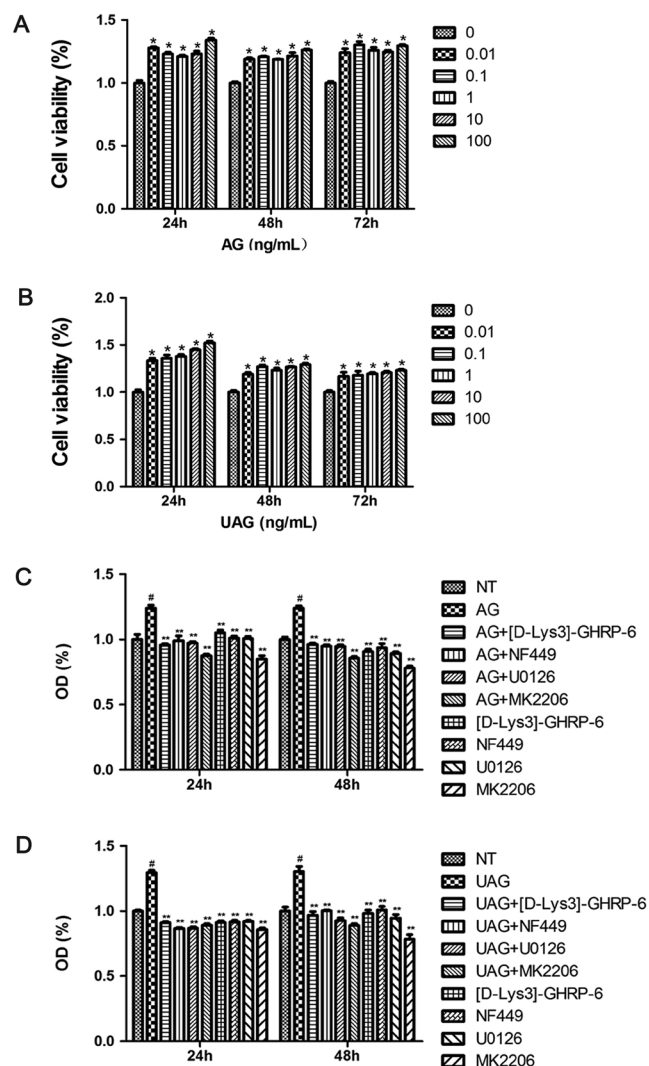 A
Cell viability (%)
1.5
1.0
0.5
0.0
* * * * *
* * * * *
* * * * *
24h 48h 72h
AG (ng/mL)
0
0.01
0.1
1
10
100
B
Cell viability (%)
2.0
1.5
1.0
0.5
0.0
* * * * *
* * * * *
* * * * *
24h 48h 72h
UAG (ng/mL)
0
0.01
0.1
1
10
100
C
OD (%)
1.5
1.0
0.5
0.0
# ** ** ** ** ** ** ** **
# ** ** ** ** ** ** ** **
24h 48h
NT
AG
AG+[D-Lys3]-GHRP-6
AG+NF449
AG+U0126
AG+MK2206
[D-Lys3]-GHRP-6
NF449
U0126
MK2206
D
OD (%)
1.5
1.0
0.5
0.0
# ** ** ** ** ** ** ** **
# ** ** ** ** ** ** ** **
24h 48h
NT
UAG
UAG+[D-Lys3]-GHRP-6
UAG+NF449
UAG+U0126
UAG+MK2206
[D-Lys3]-GHRP-6
NF449
U0126
MK2206